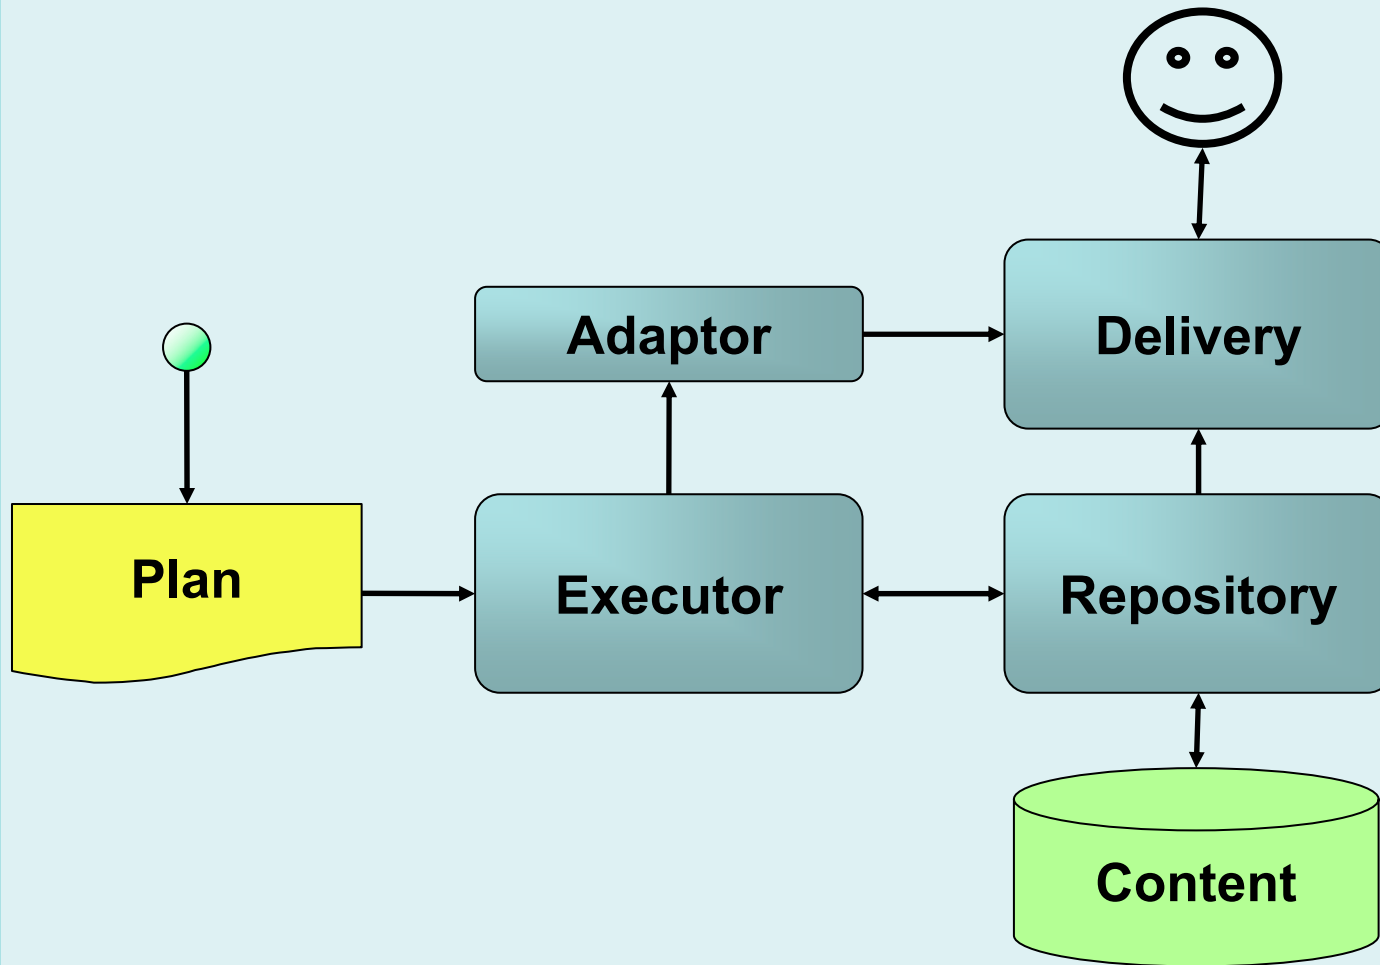 Adaptor
Delivery
Plan
Executor
Repository
Content